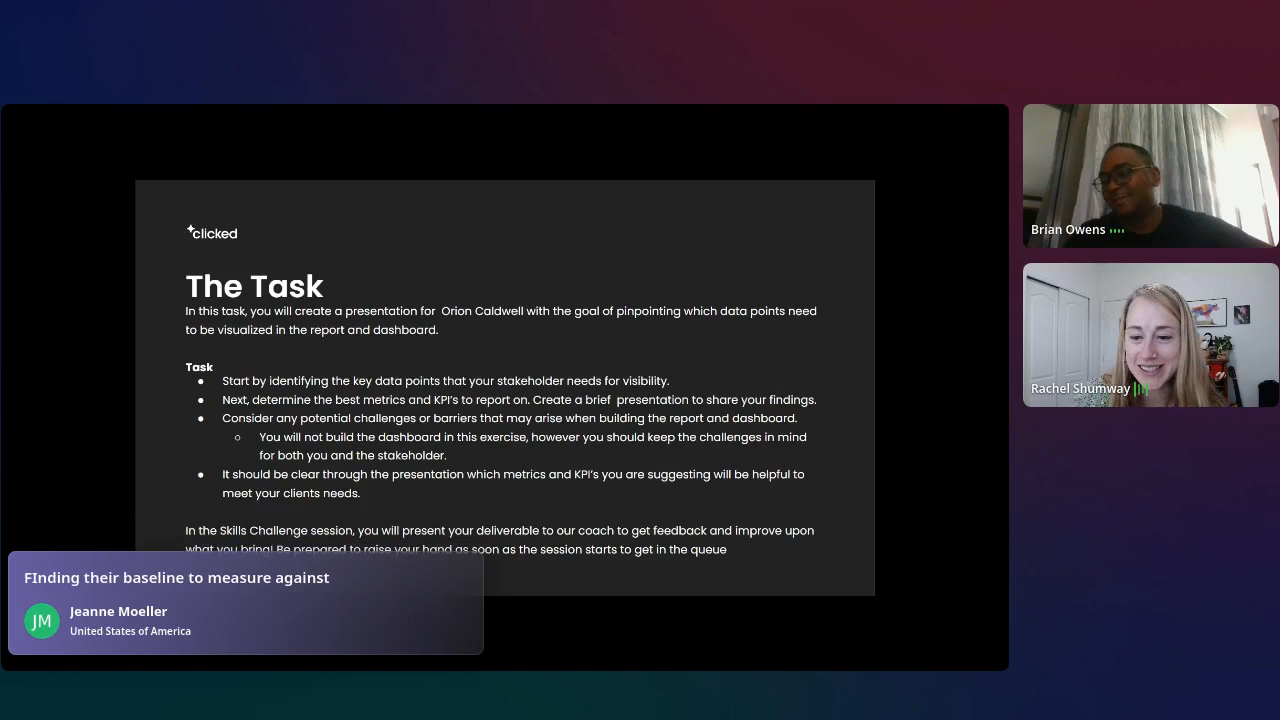 clicked
The Task
In this task, you will create a presentation for Orion Caldwell with the goal of pinpointing which data points need
to be visualized in the report and dashboard.
Task
● Start by identifying the key data points that your stakeholder needs for visibility.
● Next, determine the best metrics and KPI's to report on. Create a brief presentation to share your findings.
● Consider any potential challenges or barriers that may arise when building the report and dashboard.
○ You will not build the dashboard in this exercise, however you should keep the challenges in mind
for both you and the stakeholder.
● It should be clear through the presentation which metrics and KPI's you are suggesting will be helpful to
meet your clients needs.
In the Skills Challenge session, you will present your deliverable to our coach to get feedback and improve upon
what you bring! Be prepared to raise your hand as soon as the session starts to get in the queue
FInding their baseline to measure against
JM
Jeanne Moeller
United States of America
Brian Owens
Rachel Shumway